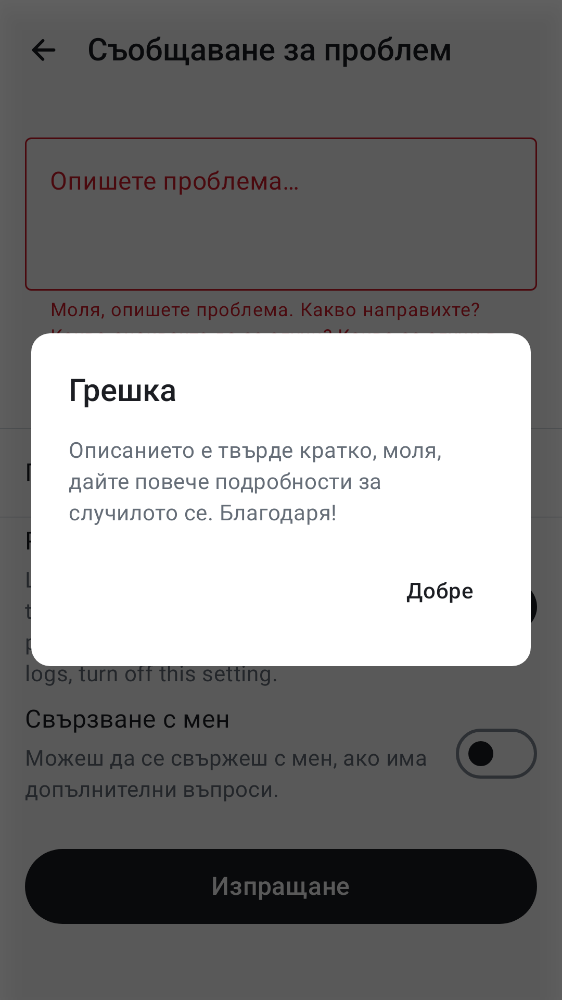 Съобщаване за проблем
Опишете проблема…
Моля, опишете проблема. Какво направихте?
Грешка
Описанието е твърде кратко, моля,
дайте повече подробности за
случилото се. Благодаря!
Добре
logs, turn off this setting.
Свързване с мен
Можеш да се свържеш с мен, ако има
допълнителни въпроси.
Изпращане